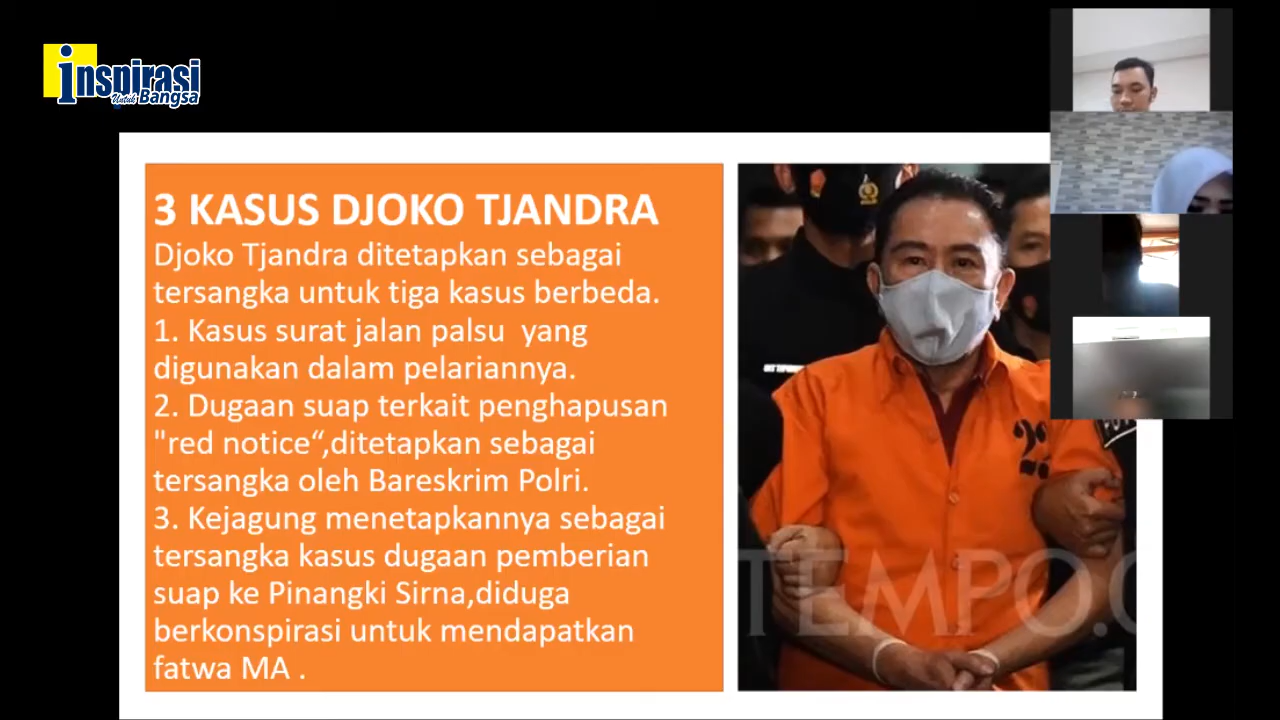 inspirasi
Untuk Bangsa
3 KASUS DJOKO TJANDRA
Djoko Tjandra ditetapkan sebagai
tersangka untuk tiga kasus berbeda.
1. Kasus surat jalan palsu  yang
digunakan dalam pelariannya.
2. Dugaan suap terkait penghapusan
"red notice“,ditetapkan sebagai
tersangka oleh Bareskrim Polri.
3. Kejagung menetapkannya sebagai
tersangka kasus dugaan pemberian
suap ke Pinangki Sirna,diduga
berkonspirasi untuk mendapatkan
fatwa MA .
TEMPO.C